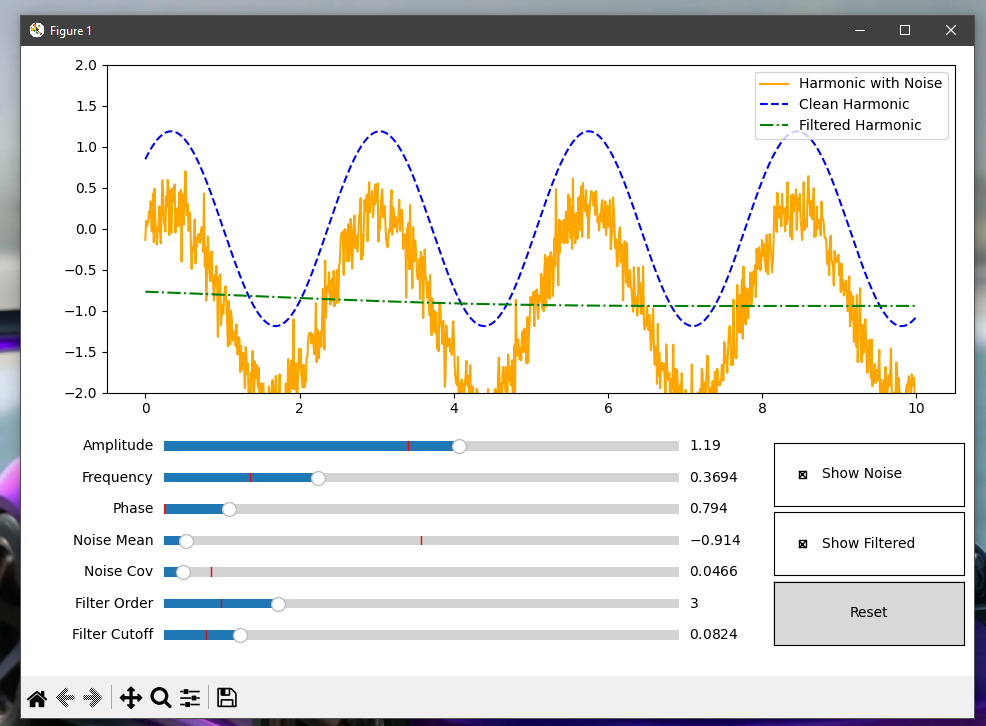 Figure 1
2.0
1.5
1.0
0.5
0.0
−0.5
−1.0
−1.5
−2.0
Harmonic with Noise
Clean Harmonic
Filtered Harmonic
0 2 4 6 8 10
Amplitude 1.19
Frequency 0.3694
Phase 0.794
Noise Mean −0.914
Noise Cov 0.0466
Filter Order 3
Filter Cutoff 0.0824
Show Noise
Show Filtered
Reset